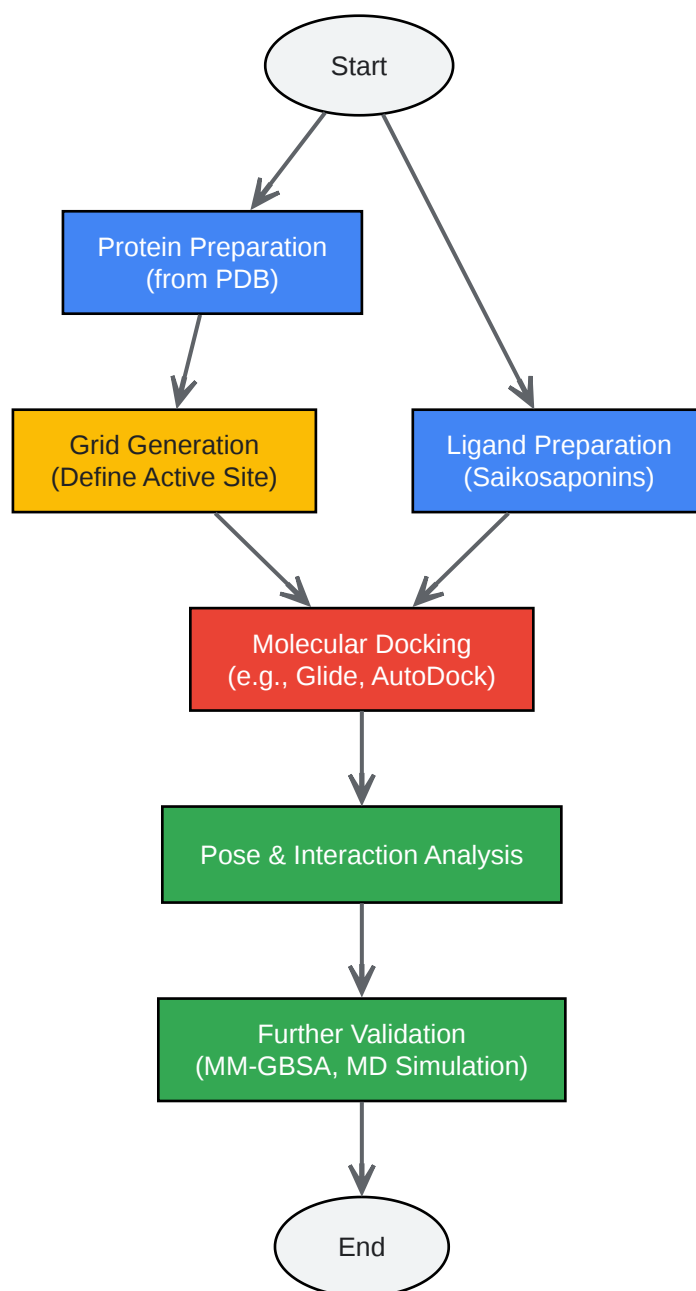 Start
Protein Preparation
(from PDB)
Grid Generation
(Define Active Site)
Ligand Preparation
(Saikosaponins)
Molecular Docking
(e.g., Glide, AutoDock)
Pose & Interaction Analysis
Further Validation
(MM-GBSA, MD Simulation)
End